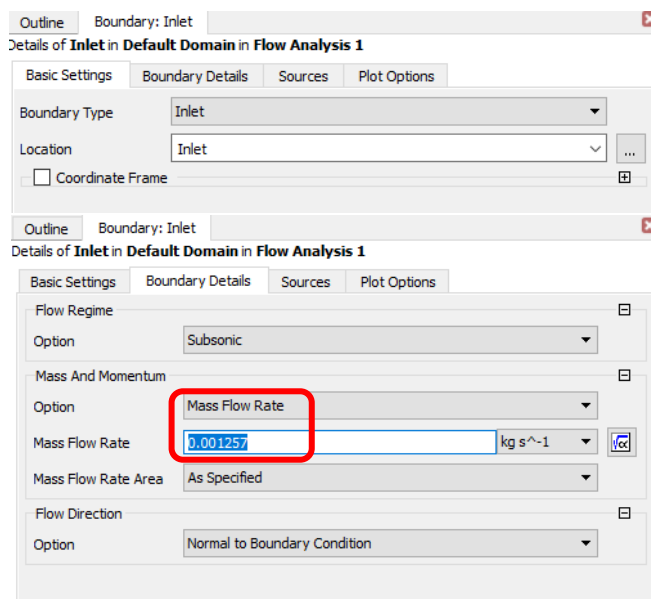 Outline Boundary: Inlet
Details of Inlet in Default Domain in Flow Analysis 1
Basic Settings Boundary Details Sources Plot Options
Boundary Type Inlet
Location Inlet ...
Coordinate Frame
Outline Boundary: Inlet
Details of Inlet in Default Domain in Flow Analysis 1
Basic Settings Boundary Details Sources Plot Options
Flow Regime
Option Subsonic
Mass And Momentum
Option Mass Flow Rate
Mass Flow Rate 0.001257 kg s^-1
Mass Flow Rate Area As Specified
Flow Direction
Option Normal to Boundary Condition